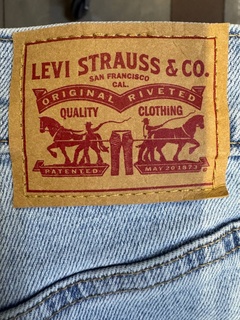 LEVI STRAUSS & CO.
SAN FRANCISCO
CAL.
ORIGINAL RIVETED
QUALITY CLOTHING
PATENTED MAY 20 1873